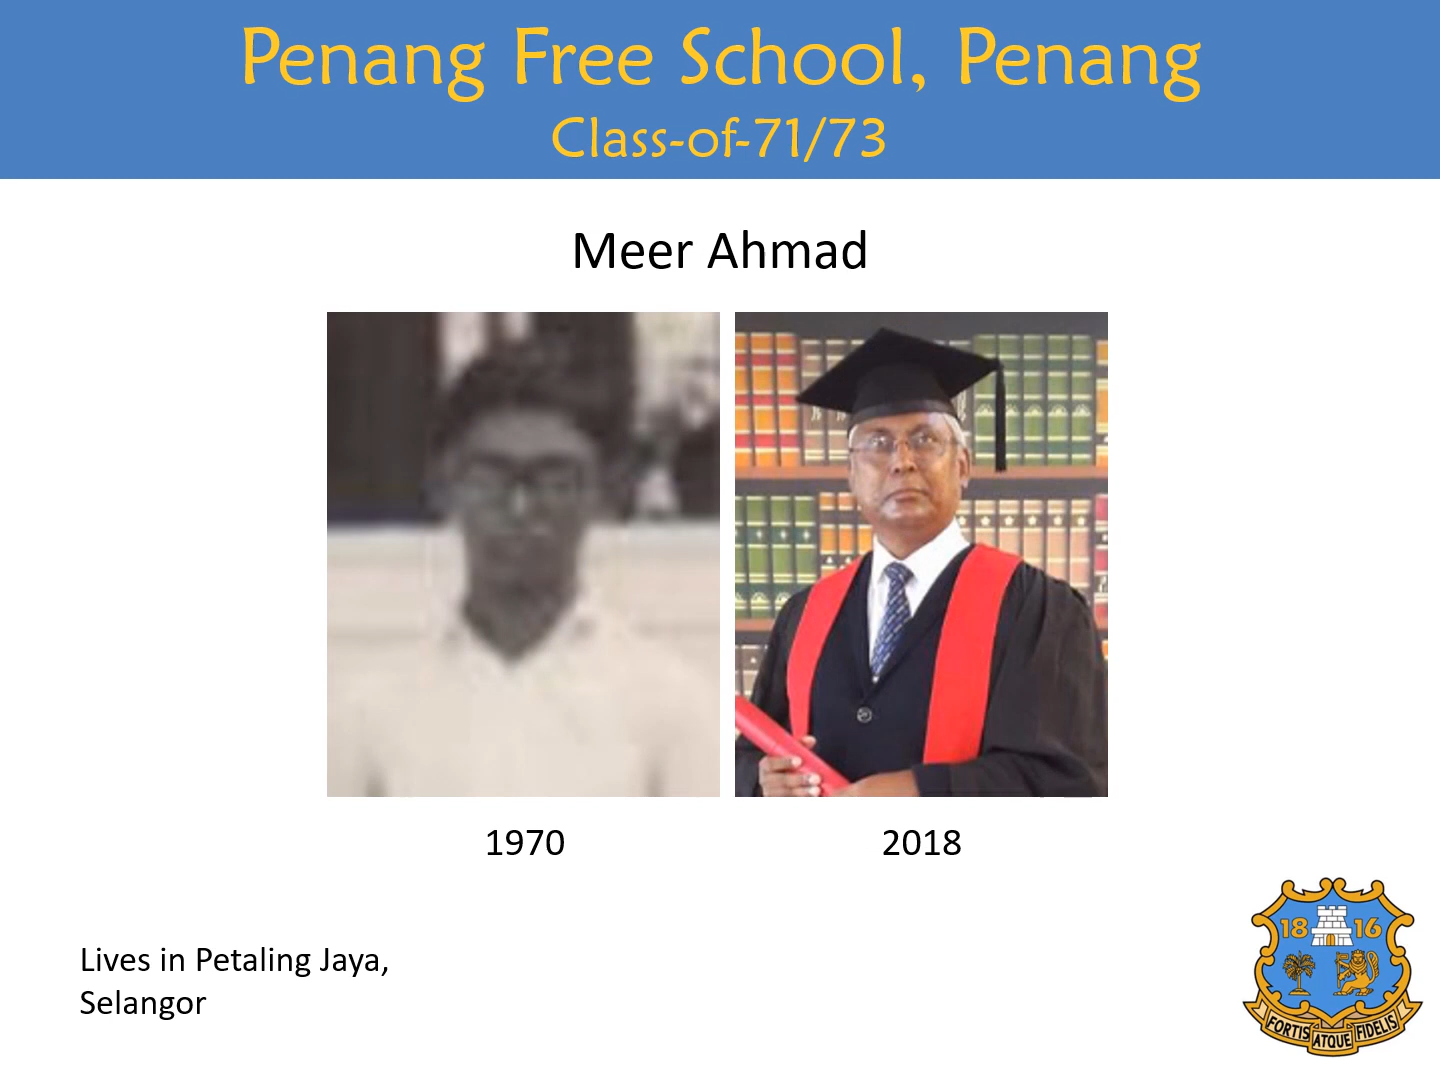 Penang Free School, Penang
Class-of-71/73
Meer Ahmad
1970
2018
Lives in Petaling Jaya,
Selangor
18 16
FORTIS ATQUE FIDELIS